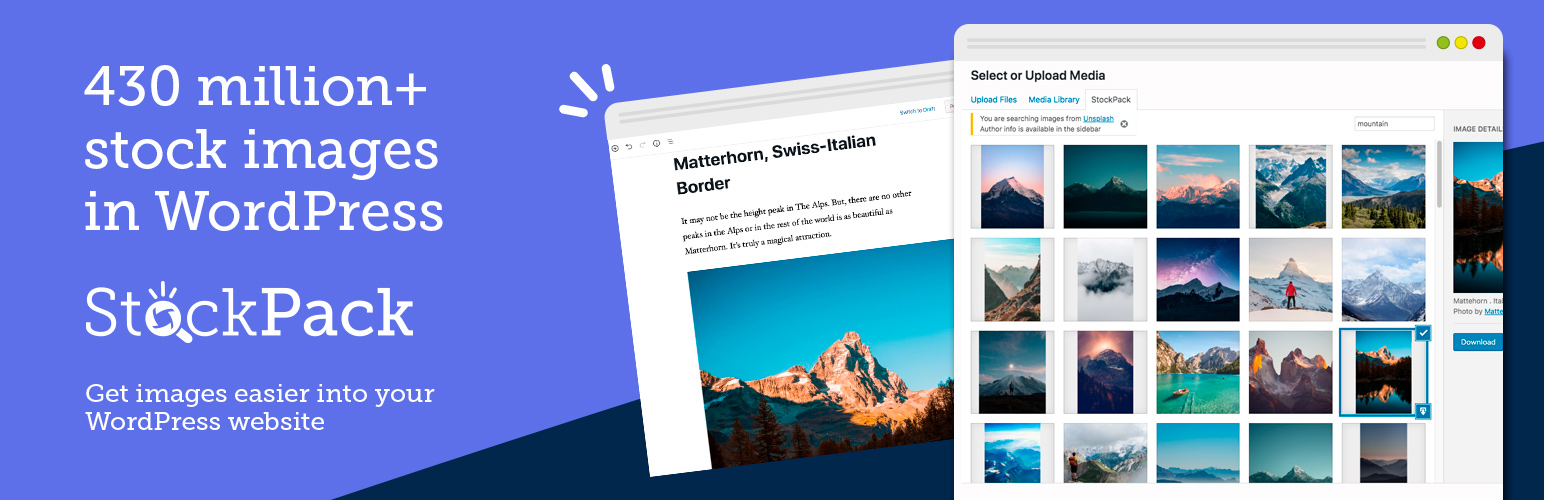 430 million+
stock images
in WordPress
StockPack
Get images easier into your
WordPress website
Switch to Draft
Matterhorn, Swiss-Italian
Border
It may not be the height peak in The Alps. But, there are no other
peaks in the Alps or in the rest of the world is as beautiful as
Matterhorn. It's truly a magical attraction.
Select or Upload Media
Upload Files
Media Library
StockPack
You are searching images from Unsplash
Author info is available in the sidebar
mountain
IMAGE DETAIL
Mattehorn . Ital
Photo by Matte
Download